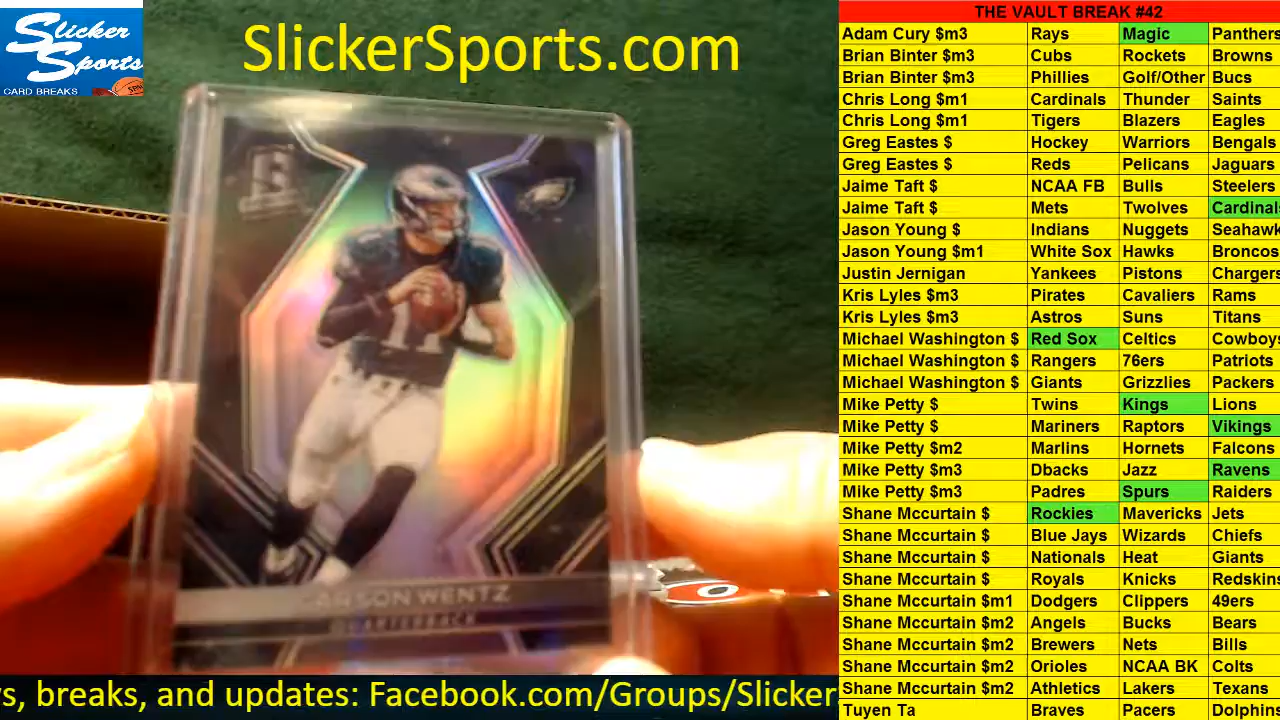 Slicker
Sports
CARD BREAKS
SlickerSports.com
11
CARSON WENTZ
QUARTERBACK
s, breaks, and updates: Facebook.com/Groups/Slicker
THE VAULT BREAK #42
Adam Cury $m3 Rays Magic Panthers
Brian Binter $m3 Cubs Rockets Browns
Brian Binter $m3 Phillies Golf/Other Bucs
Chris Long $m1 Cardinals Thunder Saints
Chris Long $m1 Tigers Blazers Eagles
Greg Eastes $ Hockey Warriors Bengals
Greg Eastes $ Reds Pelicans Jaguars
Jaime Taft $ NCAA FB Bulls Steelers
Jaime Taft $ Mets Twolves Cardinals
Jason Young $ Indians Nuggets Seahawk
Jason Young $m1 White Sox Hawks Broncos
Justin Jernigan Yankees Pistons Chargers
Kris Lyles $m3 Pirates Cavaliers Rams
Kris Lyles $m3 Astros Suns Titans
Michael Washington $ Red Sox Celtics Cowboys
Michael Washington $ Rangers 76ers Patriots
Michael Washington $ Giants Grizzlies Packers
Mike Petty $ Twins Kings Lions
Mike Petty $ Mariners Raptors Vikings
Mike Petty $m2 Marlins Hornets Falcons
Mike Petty $m3 Dbacks Jazz Ravens
Mike Petty $m3 Padres Spurs Raiders
Shane Mccurtain $ Rockies Mavericks Jets
Shane Mccurtain $ Blue Jays Wizards Chiefs
Shane Mccurtain $ Nationals Heat Giants
Shane Mccurtain $ Royals Knicks Redskins
Shane Mccurtain $m1 Dodgers Clippers 49ers
Shane Mccurtain $m2 Angels Bucks Bears
Shane Mccurtain $m2 Brewers Nets Bills
Shane Mccurtain $m2 Orioles NCAA BK Colts
Shane Mccurtain $m2 Athletics Lakers Texans
Tuyen Ta Braves Pacers Dolphins